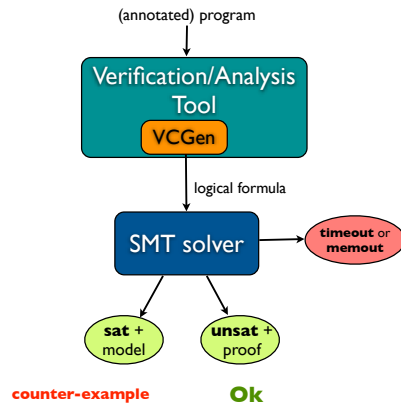 (annotated) program
Verification/Analysis
Tool
VCGen
logical formula
SMT solver
timeout or
memout
sat +
model
unsat +
proof
counter-example
Ok